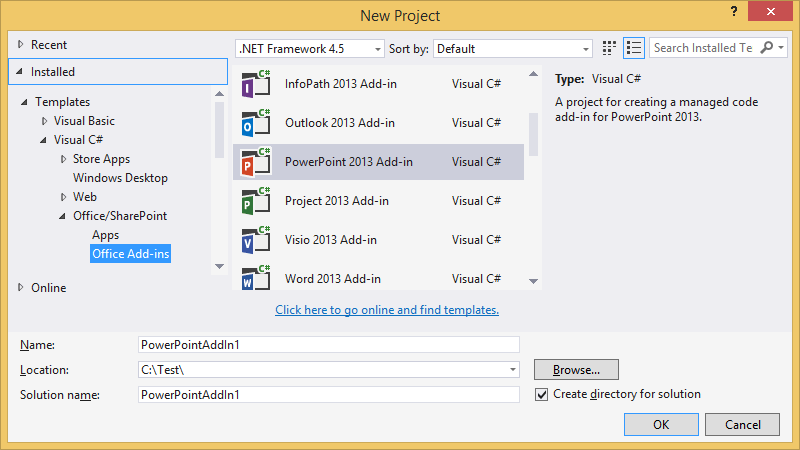 New Project
?
Recent
.NET Framework 4.5
Sort by:
Default
Search Installed Te
Installed
Templates
Visual Basic
Visual C#
Store Apps
Windows Desktop
Web
Office/SharePoint
Apps
Office Add-ins
Online
C#
InfoPath 2013 Add-in Visual C#
C#
Outlook 2013 Add-in Visual C#
C#
PowerPoint 2013 Add-in Visual C#
C#
Project 2013 Add-in Visual C#
C#
Visio 2013 Add-in Visual C#
C#
Word 2013 Add-in Visual C#
Type: Visual C#
A project for creating a managed code
add-in for PowerPoint 2013.
Click here to go online and find templates.
Name: PowerPointAddIn1
Location: C:\Test\
Browse...
Solution name: PowerPointAddIn1
Create directory for solution
OK
Cancel